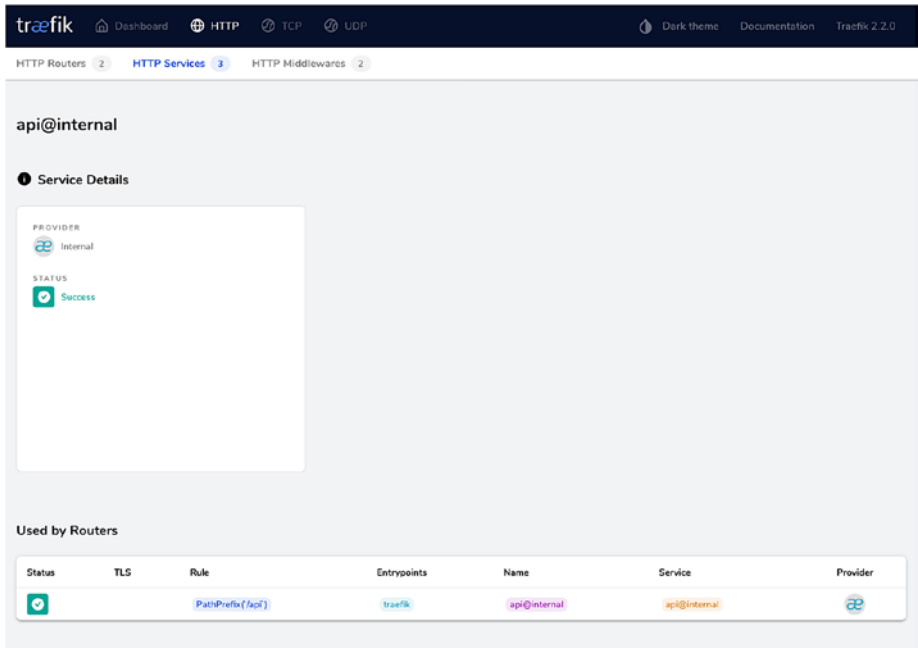 træfik Dashboard HTTP TCP UDP Dark theme Documentation Traefik 2.2.0
HTTP Routers 2 HTTP Services 3 HTTP Middlewares 2
api@internal
Service Details
PROVIDER
æ Internal
STATUS
Success
Used by Routers
Status TLS Rule Entrypoints Name Service Provider
PathPrefix(`/api`) traefik api@internal api@internal æ